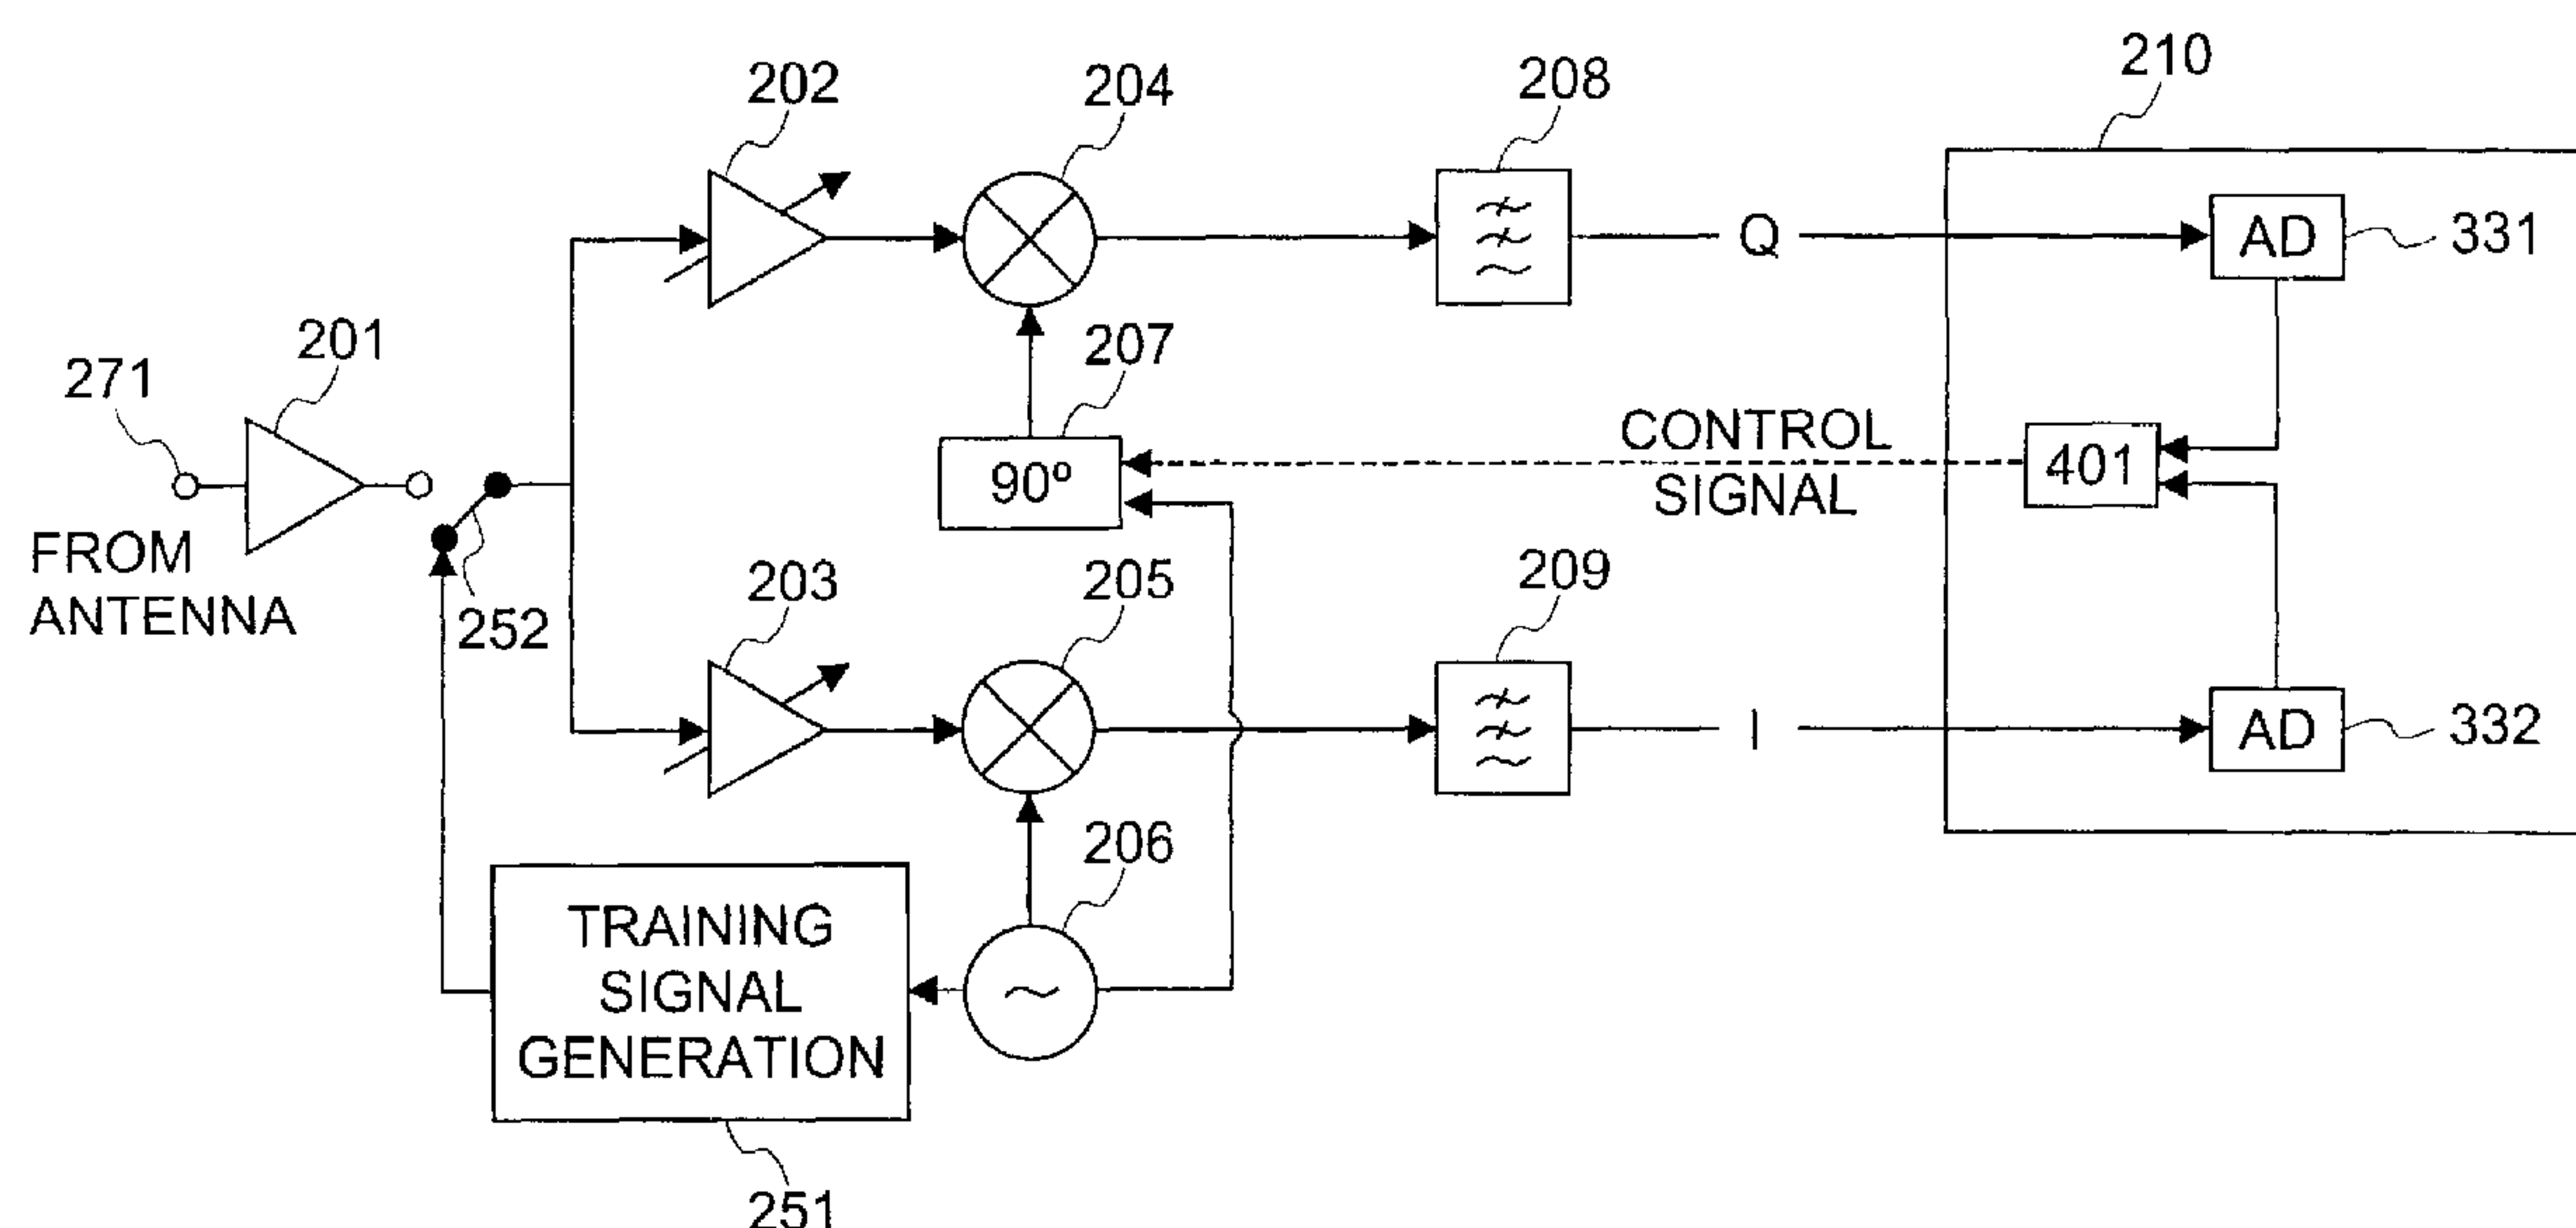 210
202
204
208
Q
AD
331
201
271
207
CONTROL
SIGNAL
90º
401
FROM
ANTENNA
252
203
205
209
I
AD
332
206
TRAINING
SIGNAL
GENERATION
251